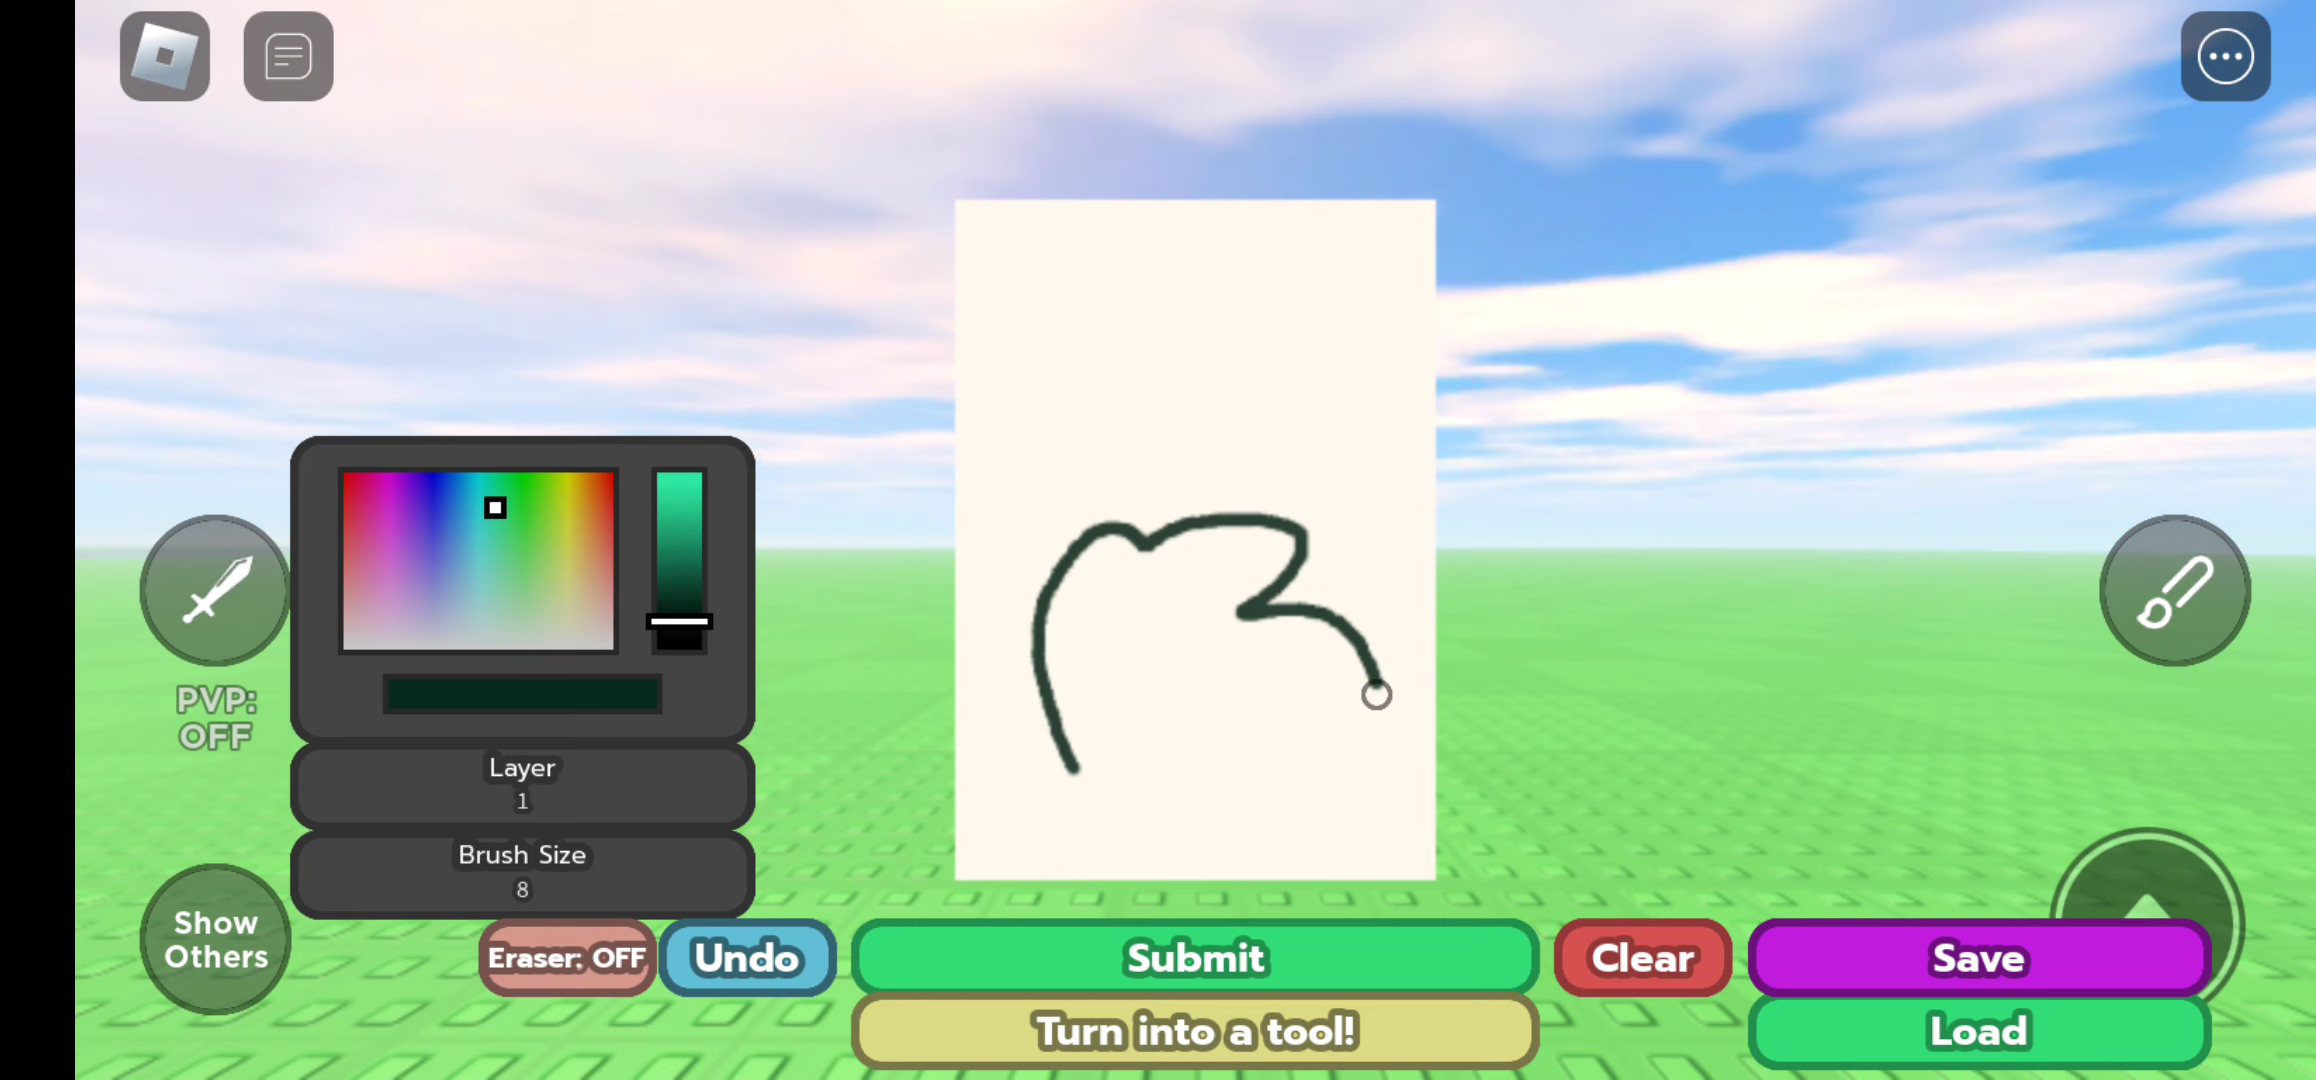 PVP:
OFF
Layer
1
Brush Size
8
Show
Others
Eraser: OFF
Undo
Submit
Clear
Save
Turn into a tool!
Load